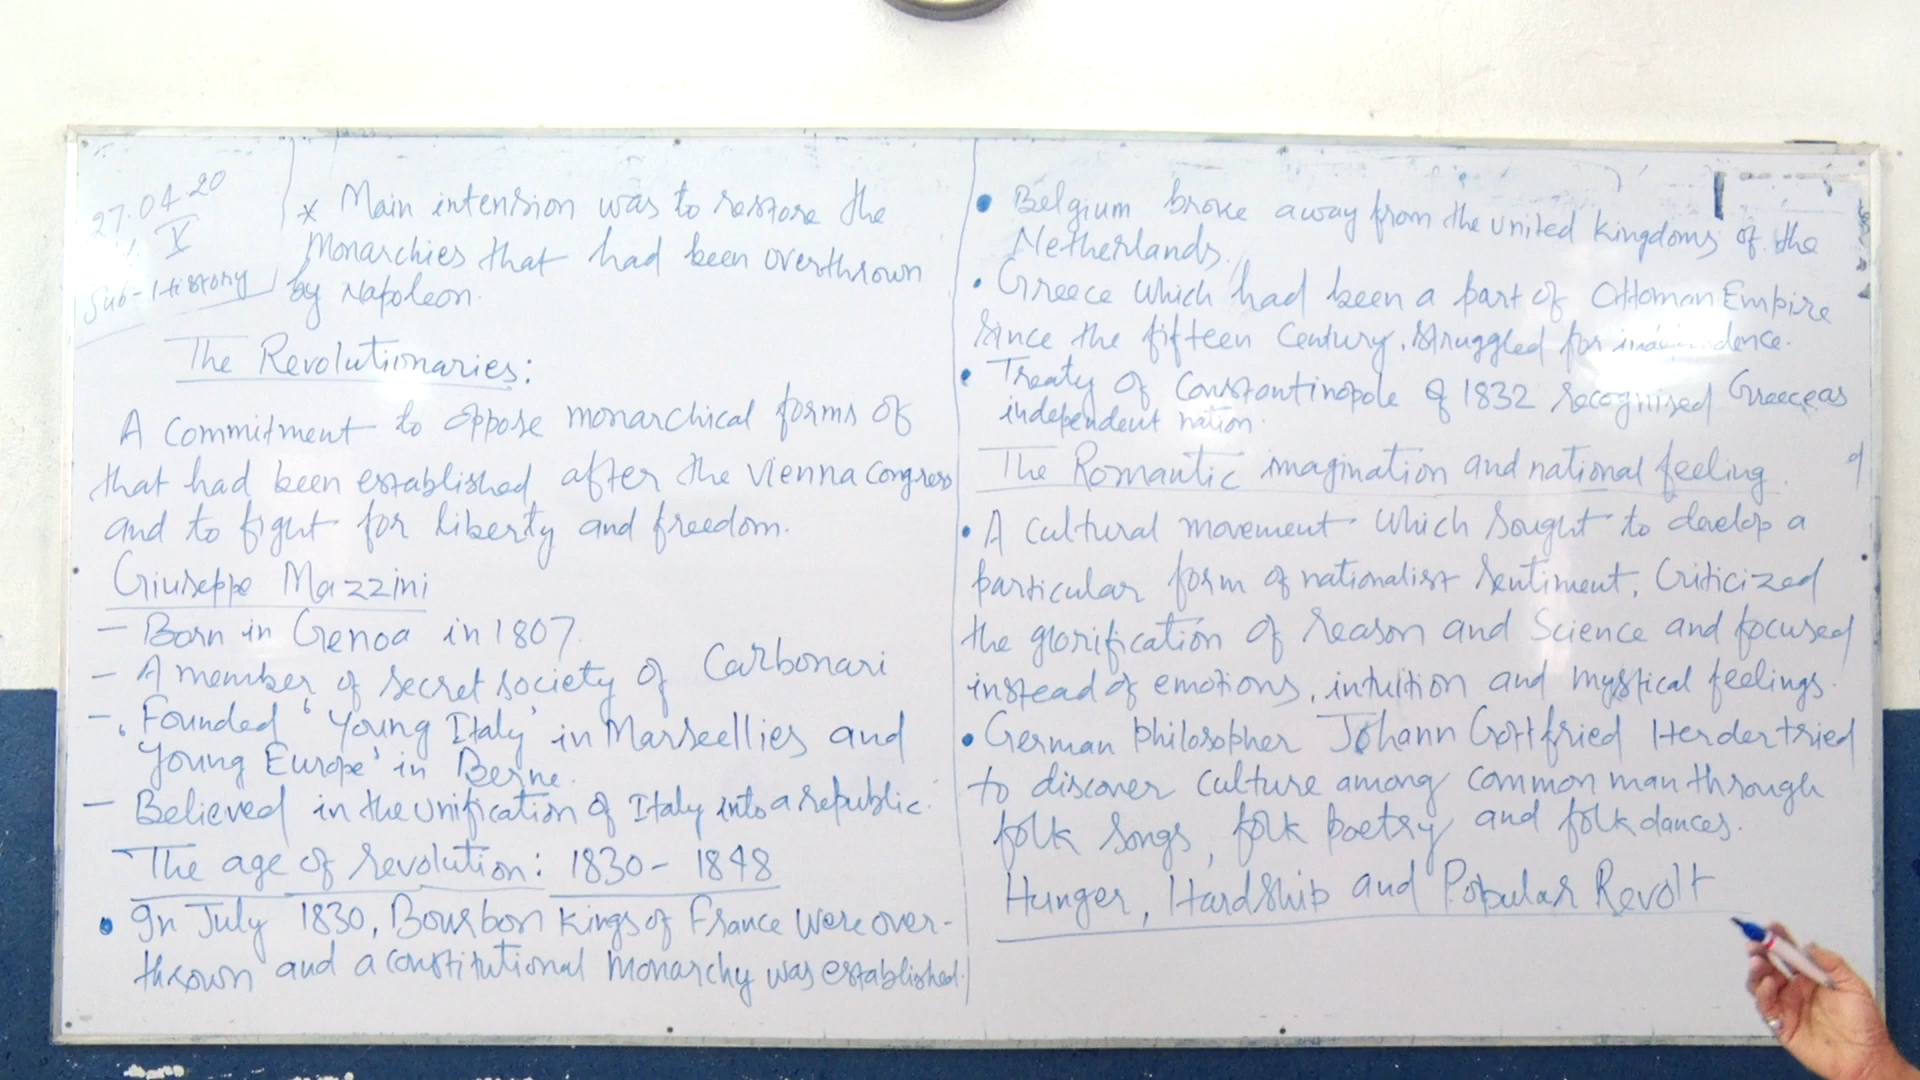 27.04.20
V
Sub-History
* Main intension was to restore the
Monarchies that had been overthrown
by Napoleon.
The Revolutionaries:
A Commitment to oppose monarchical forms of
that had been established after the Vienna Congress
and to fight for liberty and freedom.
Giuseppe Mazzini
- Born in Genoa in 1807.
- A member of secret society of Carbonari
- Founded 'Young Italy' in Marseellies and
'Young Europe' in Berne.
- Believed in the unification of Italy into a republic.
The age of revolution: 1830-1848
• In July 1830, Bourbon Kings of France were over-
thrown and a constitutional monarchy was established.
• Belgium broke away from the united kingdoms of the
Netherlands.
• Greece which had been a part of Ottoman Empire
since the fifteen Century. Struggled for
• Treaty of Constantinople of 1832 recognised Greece as
independent nation.
The Romantic imagination and national feeling.
• A cultural movement which sought to develop a
particular form of nationalist sentiment. Criticized
the glorification of reason and Science and focused
instead of emotions, intuition and mystical feelings.
• German philosopher Johann Gottfried Herder tried
to discover culture among common man through
folk songs, folk poetry and folk dances.
Hunger, Hardship and Popular Revolt